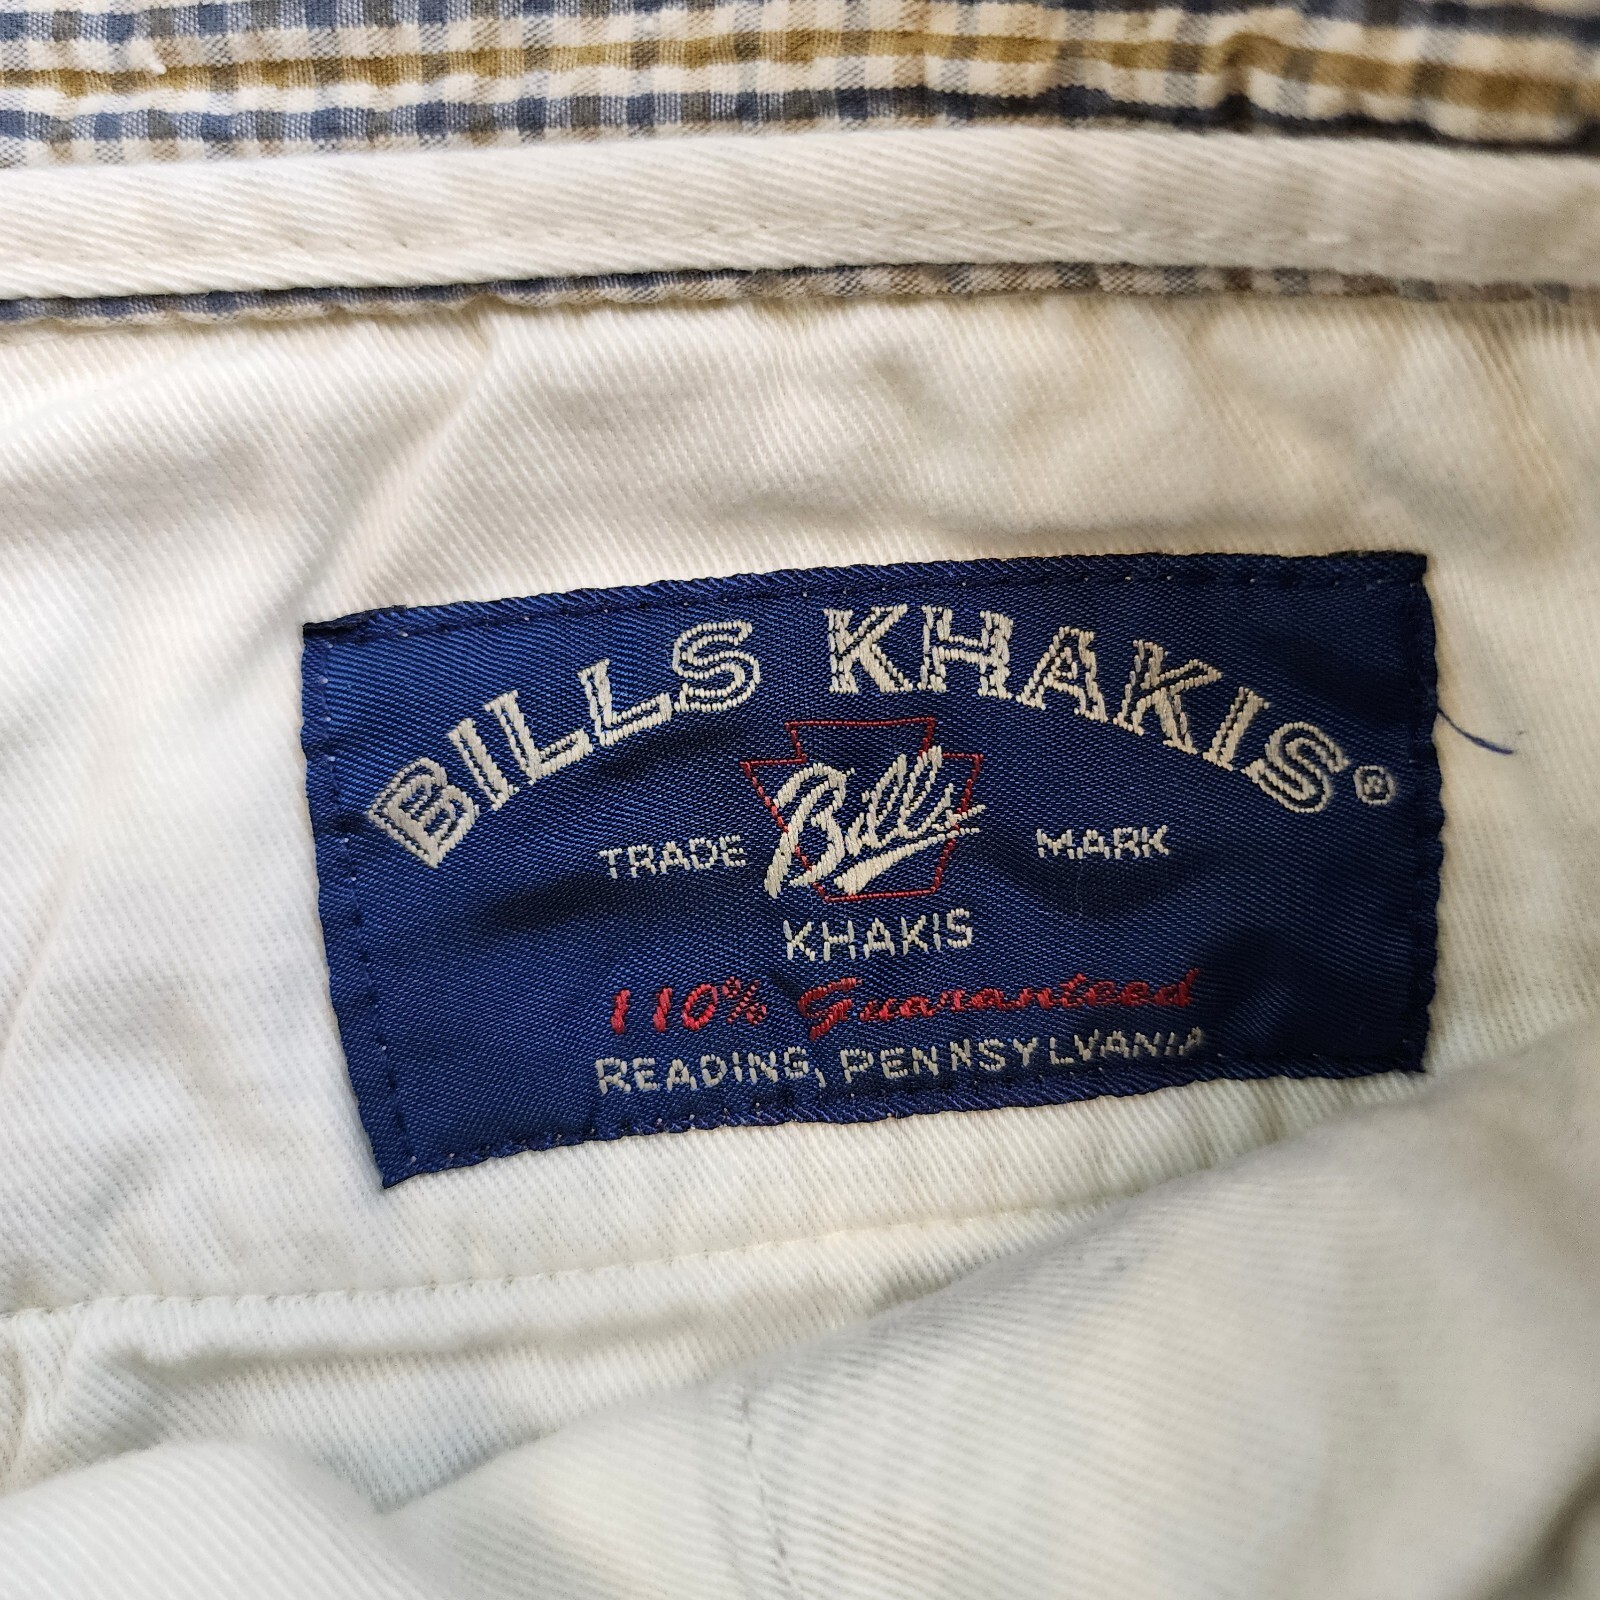 BILLS KHAKIS®
TRADE Bills MARK
KHAKIS
110% Guaranteed
READING, PENNSYLVANIA